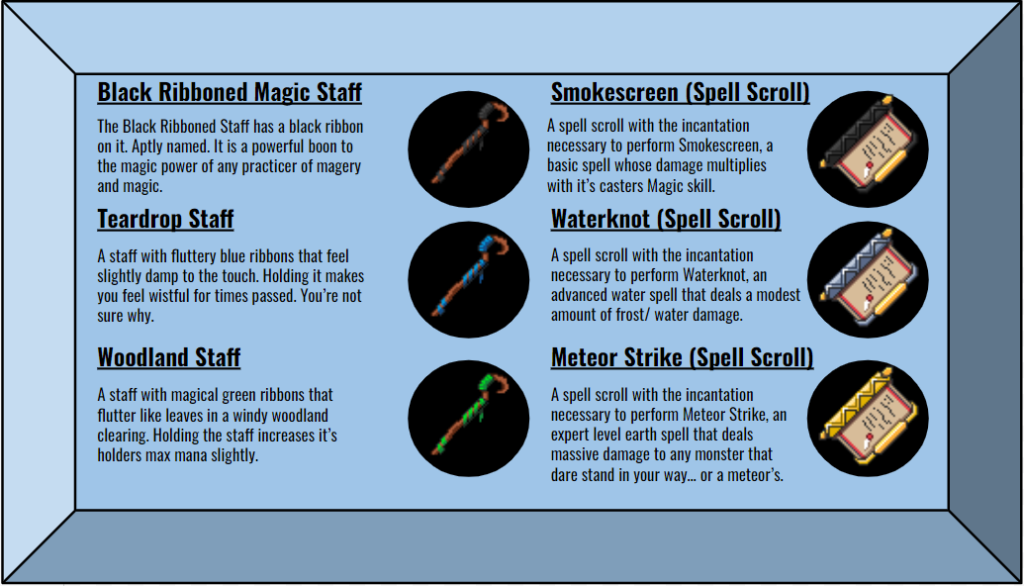 Black Ribboned Magic Staff
The Black Ribboned Staff has a black ribbon
on it. Aptly named. It is a powerful boon to
the magic power of any practicer of magery
and magic.
Teardrop Staff
A staff with fluttery blue ribbons that feel
slightly damp to the touch. Holding it makes
you feel wistful for times passed. You're not
sure why.
Woodland Staff
A staff with magical green ribbons that
flutter like leaves in a windy woodland
clearing. Holding the staff increases it's
holders max mana slightly.
Smokescreen (Spell Scroll)
A spell scroll with the incantation
necessary to perform Smokescreen, a
basic spell whose damage multiplies
with it's casters Magic skill.
Waterknot (Spell Scroll)
A spell scroll with the incantation
necessary to perform Waterknot, an
advanced water spell that deals a modest
amount of frost/ water damage.
Meteor Strike (Spell Scroll)
A spell scroll with the incantation
necessary to perform Meteor Strike, an
expert level earth spell that deals
massive damage to any monster that
dare stand in your way... or a meteor's.